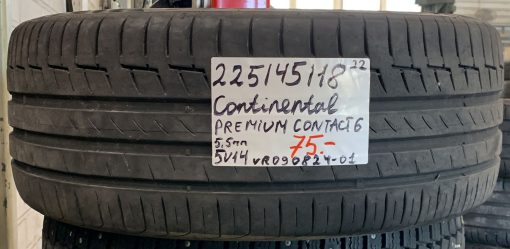 225/45/18 22
Continental
PREMIUM CONTACT 6
5,5mm 75.-
5V14 VR090R24-01